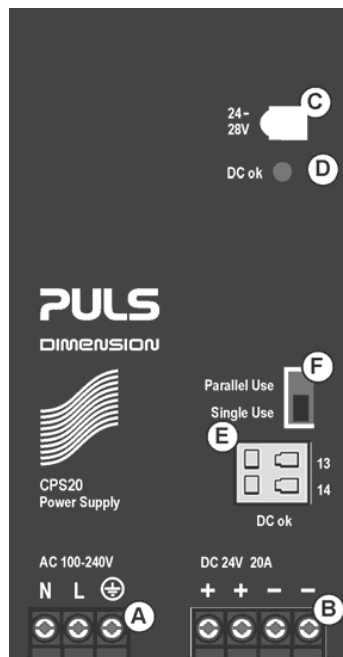 C
24-
28V
DC ok
D
PULS
DIMENSION
F
Parallel Use
Single Use
E
13
14
CPS20
Power Supply
DC ok
AC 100-240V
DC 24V 20A
N L
+ + − −
A
B